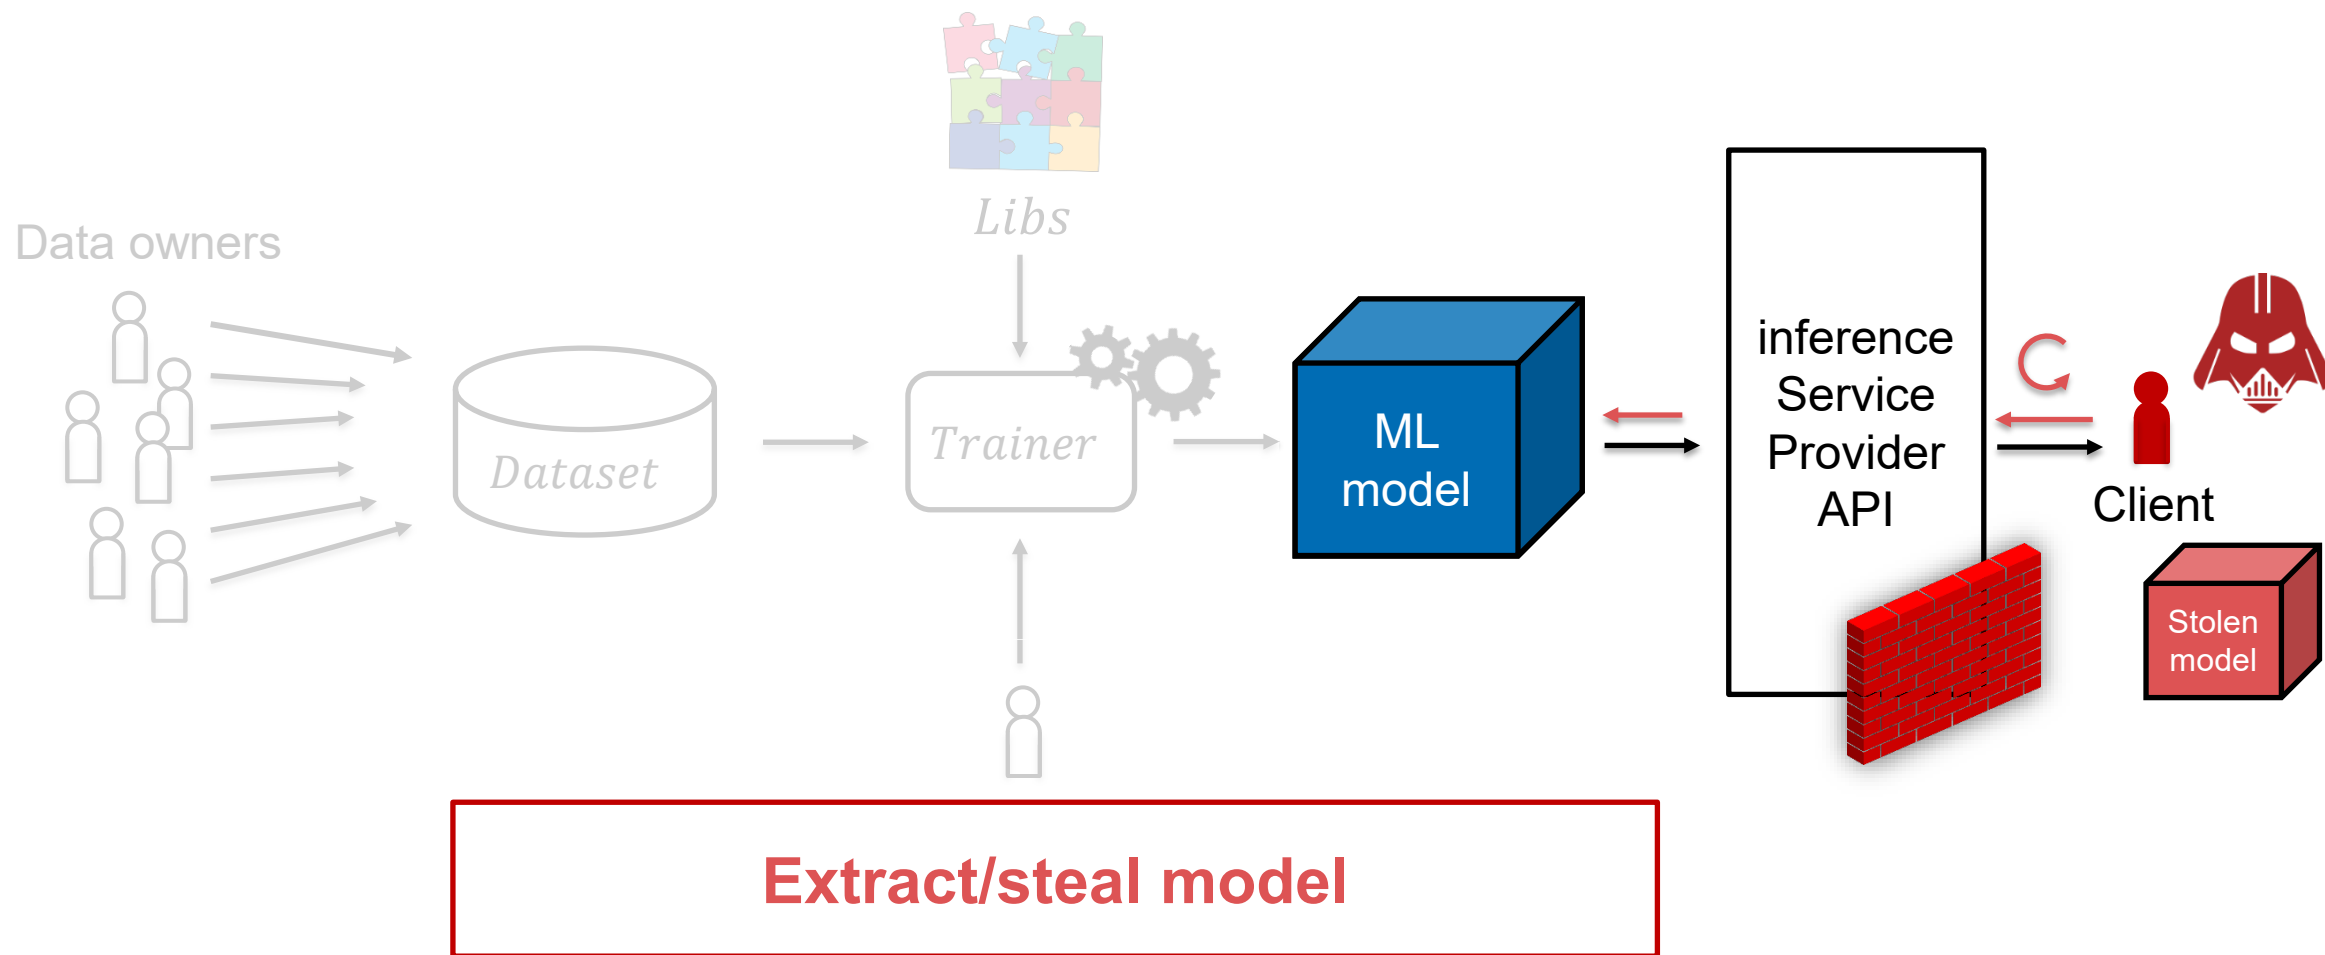 Libs
Data owners
Dataset
Trainer
ML
model
inference
Service
Provider
API
Client
Stolen
model
Extract/steal model